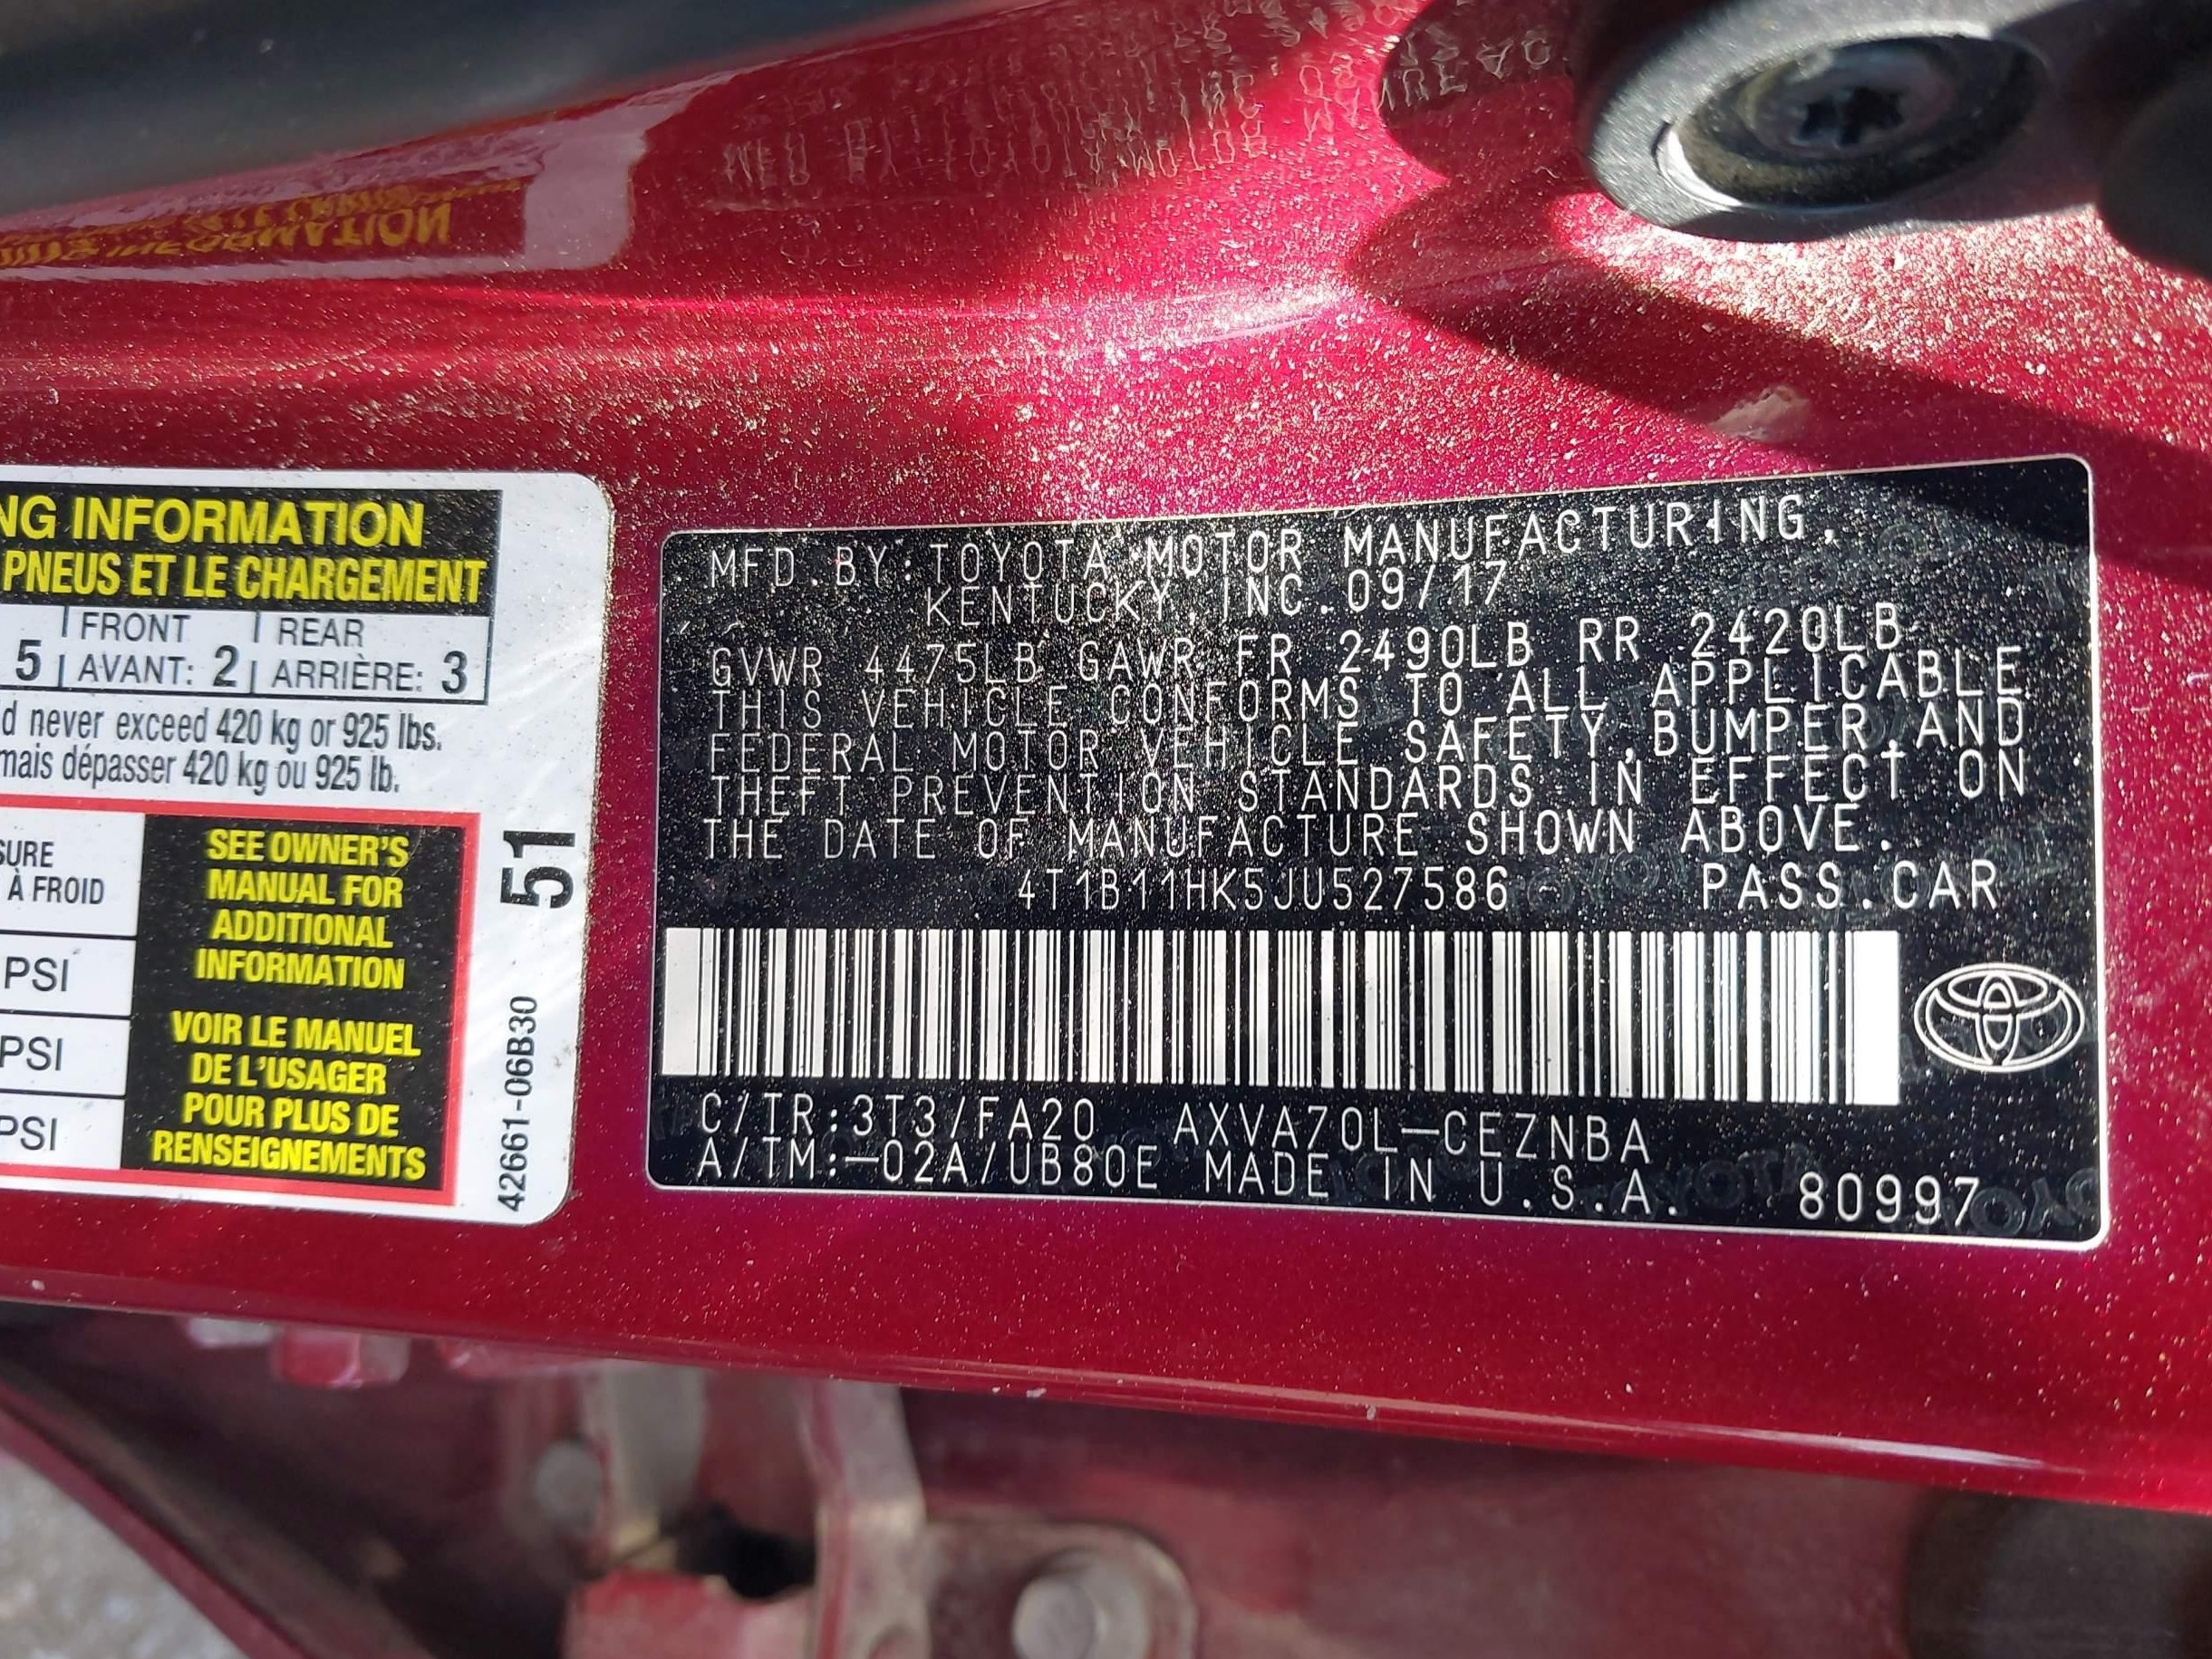 NG INFORMATION
PNEUS ET LE CHARGEMENT
5 FRONT REAR
AVANT: 2 ARRIÈRE: 3
d never exceed 420 kg or 925 lbs.
mais dépasser 420 kg ou 925 lb.
SURE
À FROID
PSI
PSI
PSI
SEE OWNER'S
MANUAL FOR
ADDITIONAL
INFORMATION
VOIR LE MANUEL
DE L'USAGER
POUR PLUS DE
RENSEIGNEMENTS
51
42661-06B30
MFD.BY:TOYOTA MOTOR MANUFACTURING,
KENTUCKY, INC.09/17
GVWR 4475LB GAWR FR 2490LB RR 2420LB
THIS VEHICLE CONFORMS TO ALL APPLICABLE
FEDERAL MOTOR VEHICLE SAFETY,BUMPER,AND
THEFT PREVENTION STANDARDS IN EFFECT ON
THE DATE OF MANUFACTURE SHOWN ABOVE.
4T1B11HK5JU527586 PASS.CAR
C/TR:3T3/FA20 AXVA70L-CEZNBA
A/TM:-02A/UB80E MADE IN U.S.A. 80997